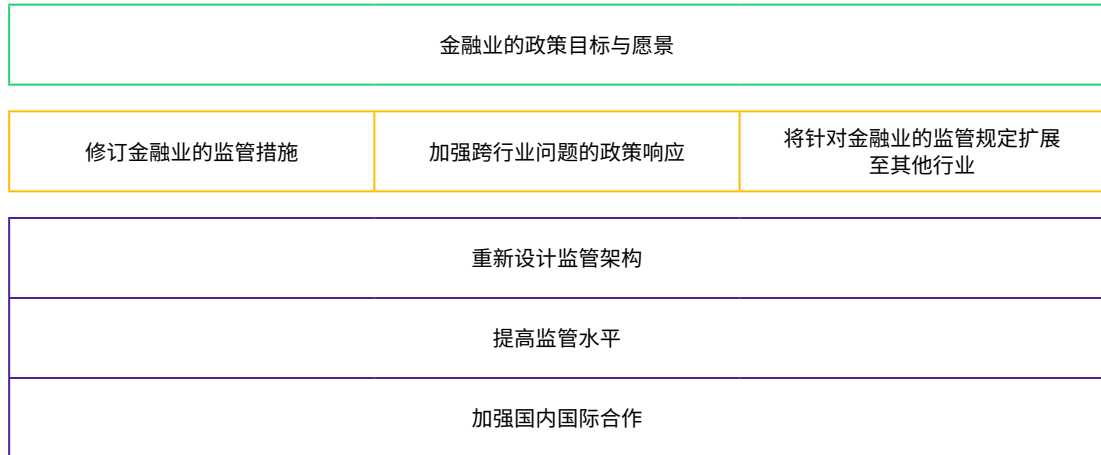 金融业的政策目标与愿景
修订金融业的监管措施
加强跨行业问题的政策响应
将针对金融业的监管规定扩展
至其他行业
重新设计监管架构
提高监管水平
加强国内国际合作